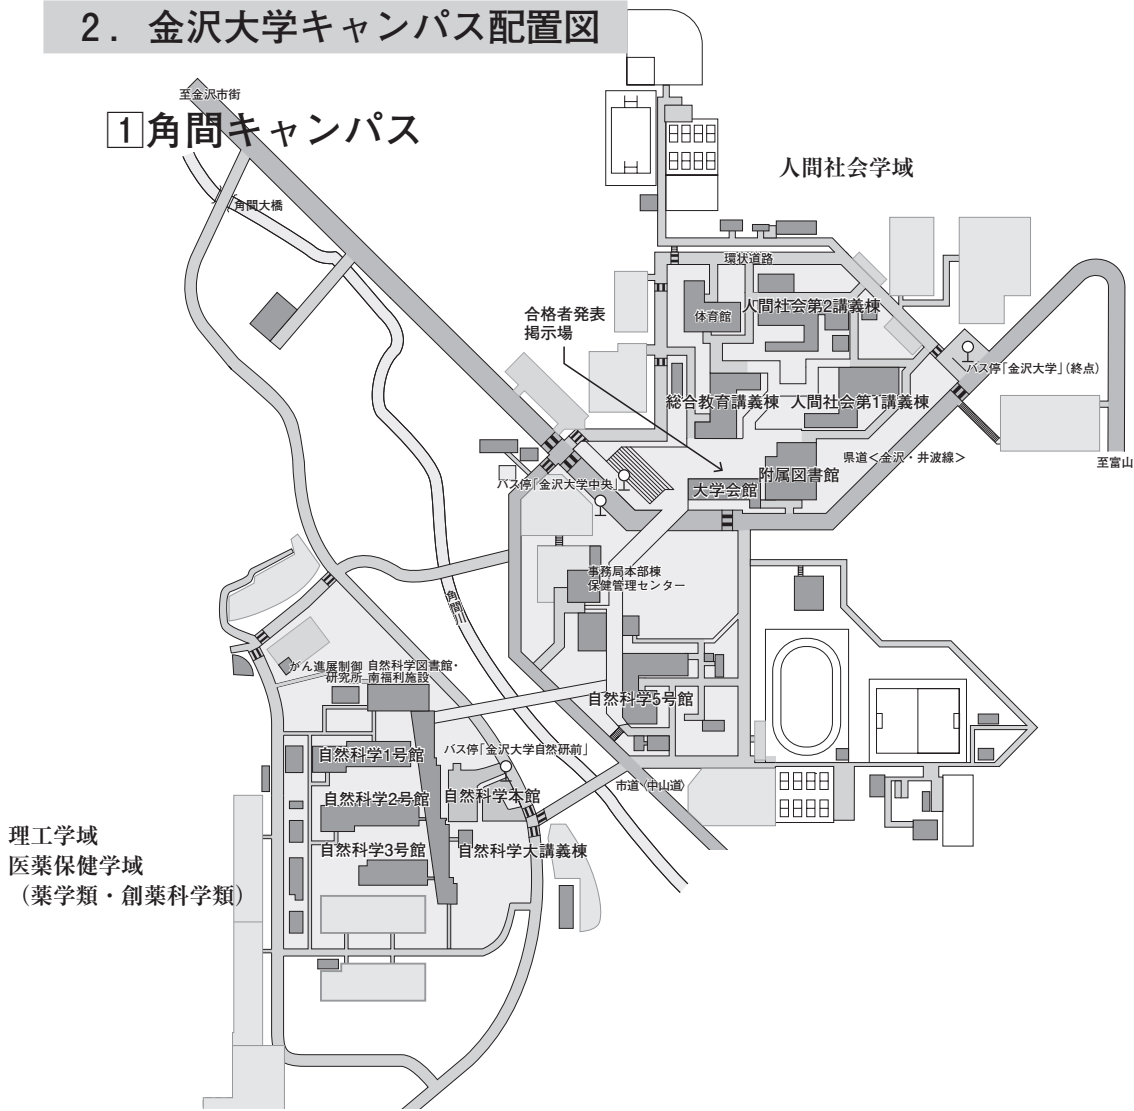 2. 金沢大学キャンパス配置図
至金沢市街
1角間キャンパス
人間社会学域
角間大橋
環状道路
合格者発表
掲示場
体育館
人間社会第2講義棟
バス停「金沢大学」(終点)
総合教育講義棟
人間社会第1講義棟
県道<金沢・井波線>
至富山
附属図書館
バス停「金沢大学中央」
大学会館
事務局本部棟
保健管理センター
角間川
がん進展制御
研究所
自然科学図書館・
南福利施設
自然科学5号館
自然科学1号館
バス停「金沢大学自然研前」
市道〈中山道〉
自然科学2号館
自然科学本館
自然科学3号館
自然科学大講義棟
理工学域
医薬保健学域
（薬学類・創薬科学類）